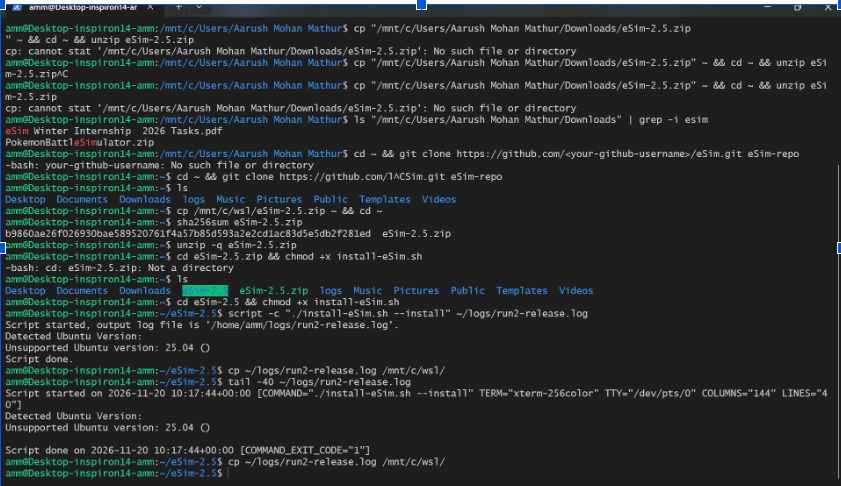 amm@Desktop-inspiron14-ar
amm@Desktop-inspiron14-amm:/mnt/c/Users/Aarush Mohan Mathur$ cp "/mnt/c/Users/Aarush Mohan Mathur/Downloads/eSim-2.5.zip
" ~ && cd ~ && unzip eSim-2.5.zip
cp: cannot stat '/mnt/c/Users/Aarush Mohan Mathur/Downloads/eSim-2.5.zip': No such file or directory
amm@Desktop-inspiron14-amm:/mnt/c/Users/Aarush Mohan Mathur$ cp "/mnt/c/Users/Aarush Mohan Mathur/Downloads/eSim-2.5.zip" ~ && cd ~ && unzip eSi
m-2.5.zip^C
amm@Desktop-inspiron14-amm:/mnt/c/Users/Aarush Mohan Mathur$ cp "/mnt/c/Users/Aarush Mohan Mathur/Downloads/eSim-2.5.zip" ~ && cd ~ && unzip eSi
m-2.5.zip
cp: cannot stat '/mnt/c/Users/Aarush Mohan Mathur/Downloads/eSim-2.5.zip': No such file or directory
amm@Desktop-inspiron14-amm:/mnt/c/Users/Aarush Mohan Mathur$ ls "/mnt/c/Users/Aarush Mohan Mathur/Downloads" | grep -i esim
eSim Winter Internship  2026 Tasks.pdf
PokemonBattleSimulator.zip
amm@Desktop-inspiron14-amm:/mnt/c/Users/Aarush Mohan Mathur$ cd ~ && git clone https://github.com/<your-github-username>/eSim.git eSim-repo
-bash: your-github-username: No such file or directory
amm@Desktop-inspiron14-amm:~$ cd ~ && git clone https://github.com/l^CSim.git eSim-repo
amm@Desktop-inspiron14-amm:~$ ls
Desktop  Documents  Downloads  logs  Music  Pictures  Public  Templates  Videos
amm@Desktop-inspiron14-amm:~$ cp /mnt/c/wsl/eSim-2.5.zip ~ && cd ~
amm@Desktop-inspiron14-amm:~$ sha256sum eSim-2.5.zip
b9860ae26f026930bae589520761f4a57b85d593a2e2cd1ac83d5e5db2f281ed  eSim-2.5.zip
amm@Desktop-inspiron14-amm:~$ unzip -q eSim-2.5.zip
amm@Desktop-inspiron14-amm:~$ cd eSim-2.5.zip && chmod +x install-eSim.sh
-bash: cd: eSim-2.5.zip: Not a directory
amm@Desktop-inspiron14-amm:~$ ls
Desktop  Documents  Downloads  eSim-2.5  eSim-2.5.zip  logs  Music  Pictures  Public  Templates  Videos
amm@Desktop-inspiron14-amm:~$ cd eSim-2.5 && chmod +x install-eSim.sh
amm@Desktop-inspiron14-amm:~/eSim-2.5$ script -c "./install-eSim.sh --install" ~/logs/run2-release.log
Script started, output log file is '/home/amm/logs/run2-release.log'.
Detected Ubuntu Version:
Unsupported Ubuntu version: 25.04 ()
Script done.
amm@Desktop-inspiron14-amm:~/eSim-2.5$ cp ~/logs/run2-release.log /mnt/c/wsl/
amm@Desktop-inspiron14-amm:~/eSim-2.5$ tail -40 ~/logs/run2-release.log
Script started on 2026-11-20 10:17:44+00:00 [COMMAND="./install-eSim.sh --install" TERM="xterm-256color" TTY="/dev/pts/0" COLUMNS="144" LINES="4
0"]
Detected Ubuntu Version:
Unsupported Ubuntu version: 25.04 ()
Script done on 2026-11-20 10:17:44+00:00 [COMMAND_EXIT_CODE="1"]
amm@Desktop-inspiron14-amm:~/eSim-2.5$ cp ~/logs/run2-release.log /mnt/c/wsl/
amm@Desktop-inspiron14-amm:~/eSim-2.5$